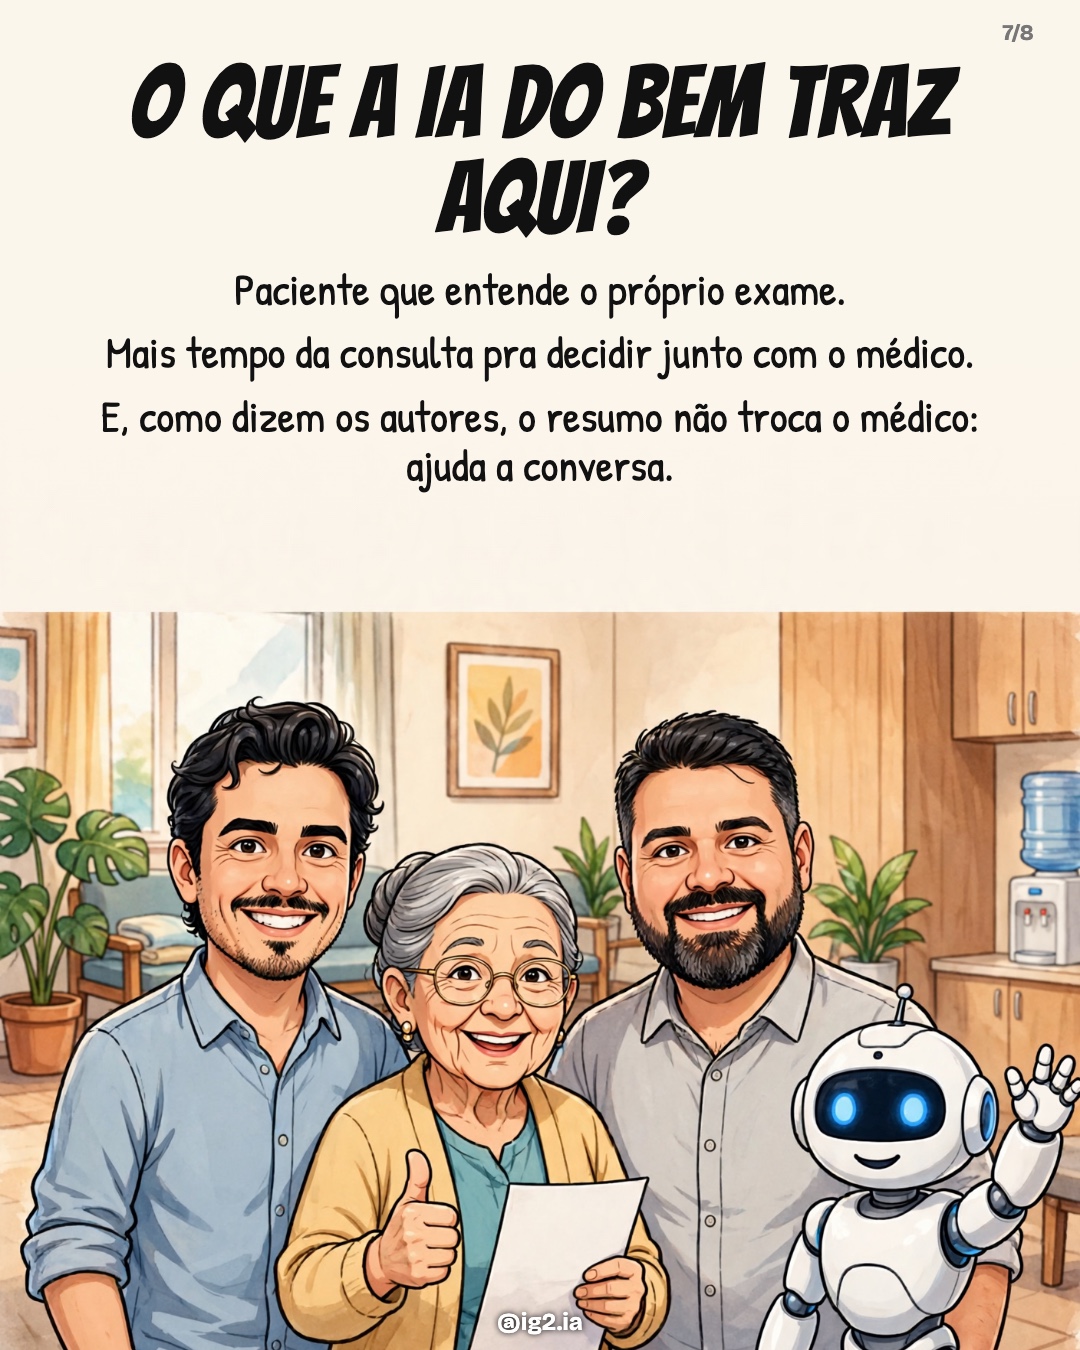 7/8
O QUE A IA DO BEM TRAZ
AQUI?
Paciente que entende o próprio exame.
Mais tempo da consulta pra decidir junto com o médico.
E, como dizem os autores, o resumo não troca o médico:
ajuda a conversa.
@ig2.ia